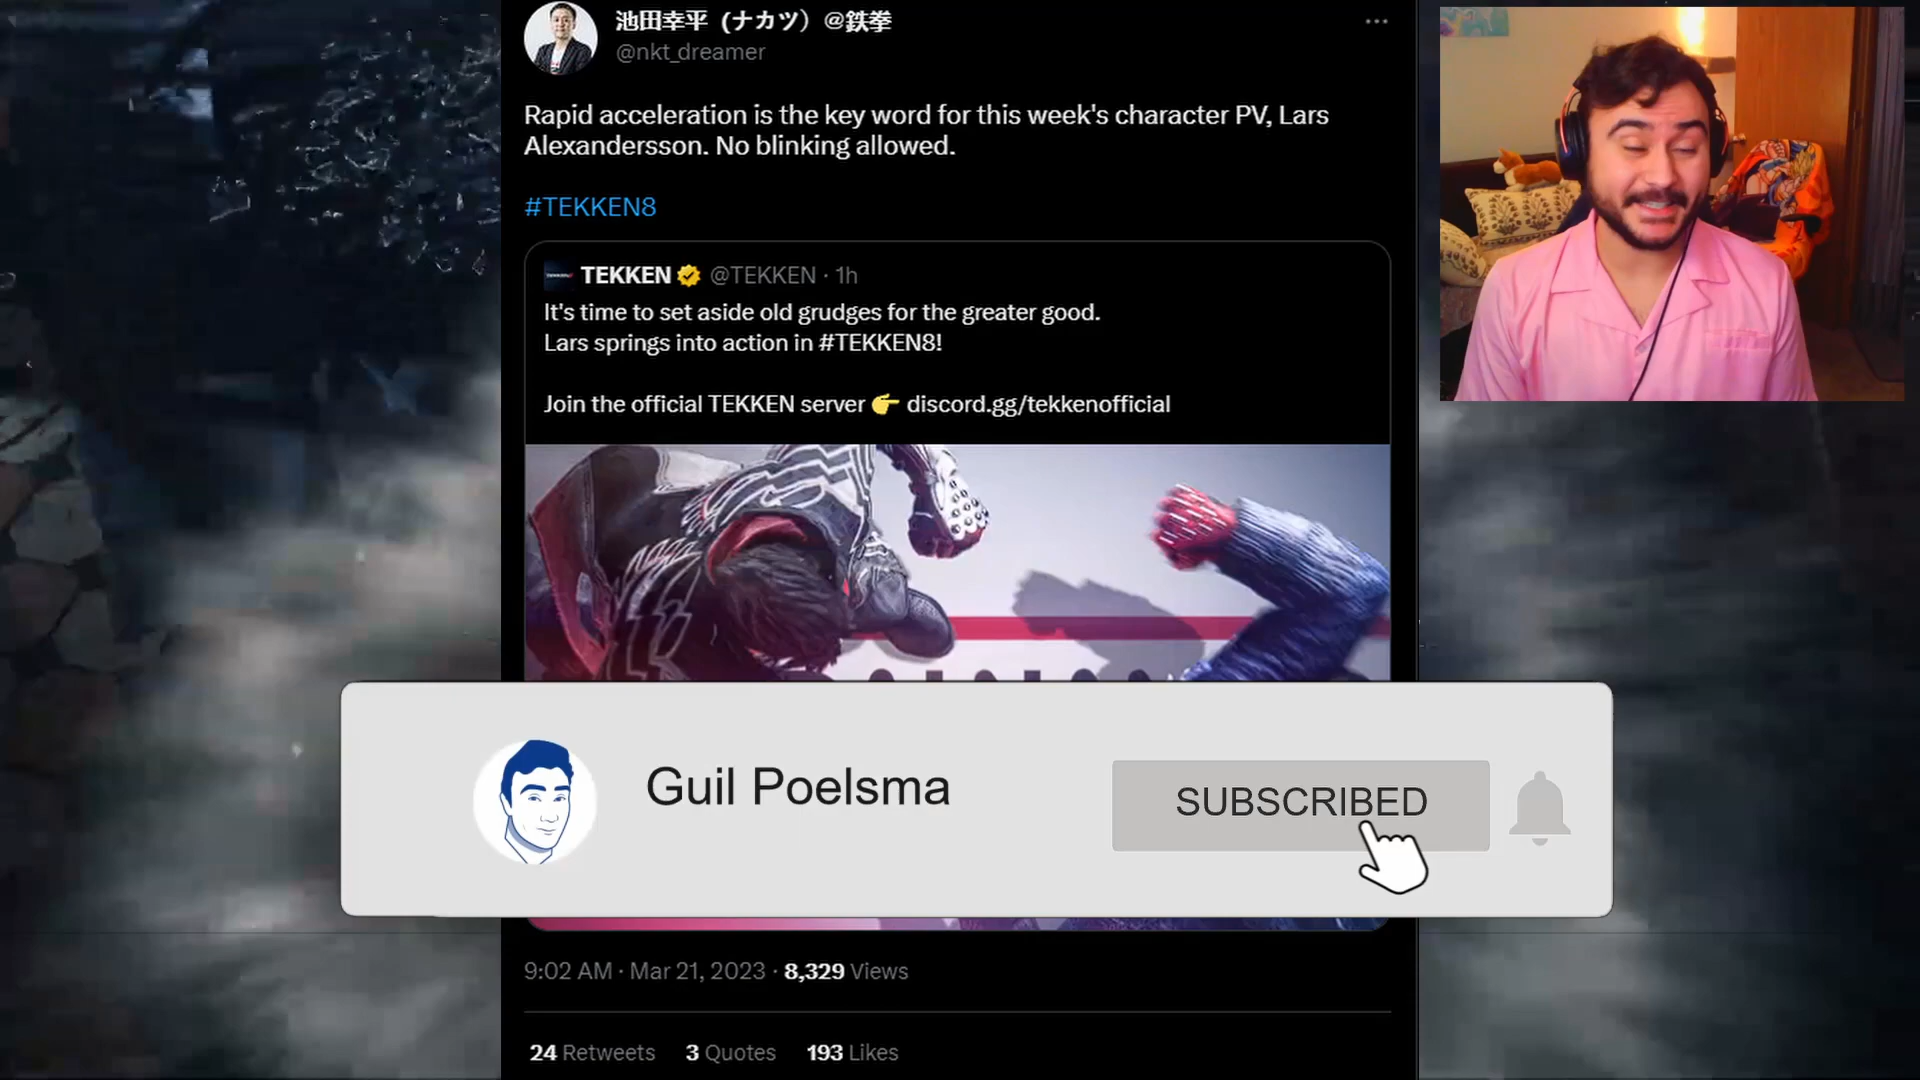 池田幸平（ナカツ）@鉄拳
@nkt_dreamer
Rapid acceleration is the key word for this week's character PV, Lars
Alexandersson. No blinking allowed.
#TEKKEN8
TEKKEN @TEKKEN · 1h
It's time to set aside old grudges for the greater good.
Lars springs into action in #TEKKEN8!
Join the official TEKKEN server 👉 discord.gg/tekkenofficial
Guil Poelsma
SUBSCRIBED
9:02 AM · Mar 21, 2023 · 8,329 Views
24 Retweets 3 Quotes 193 Likes